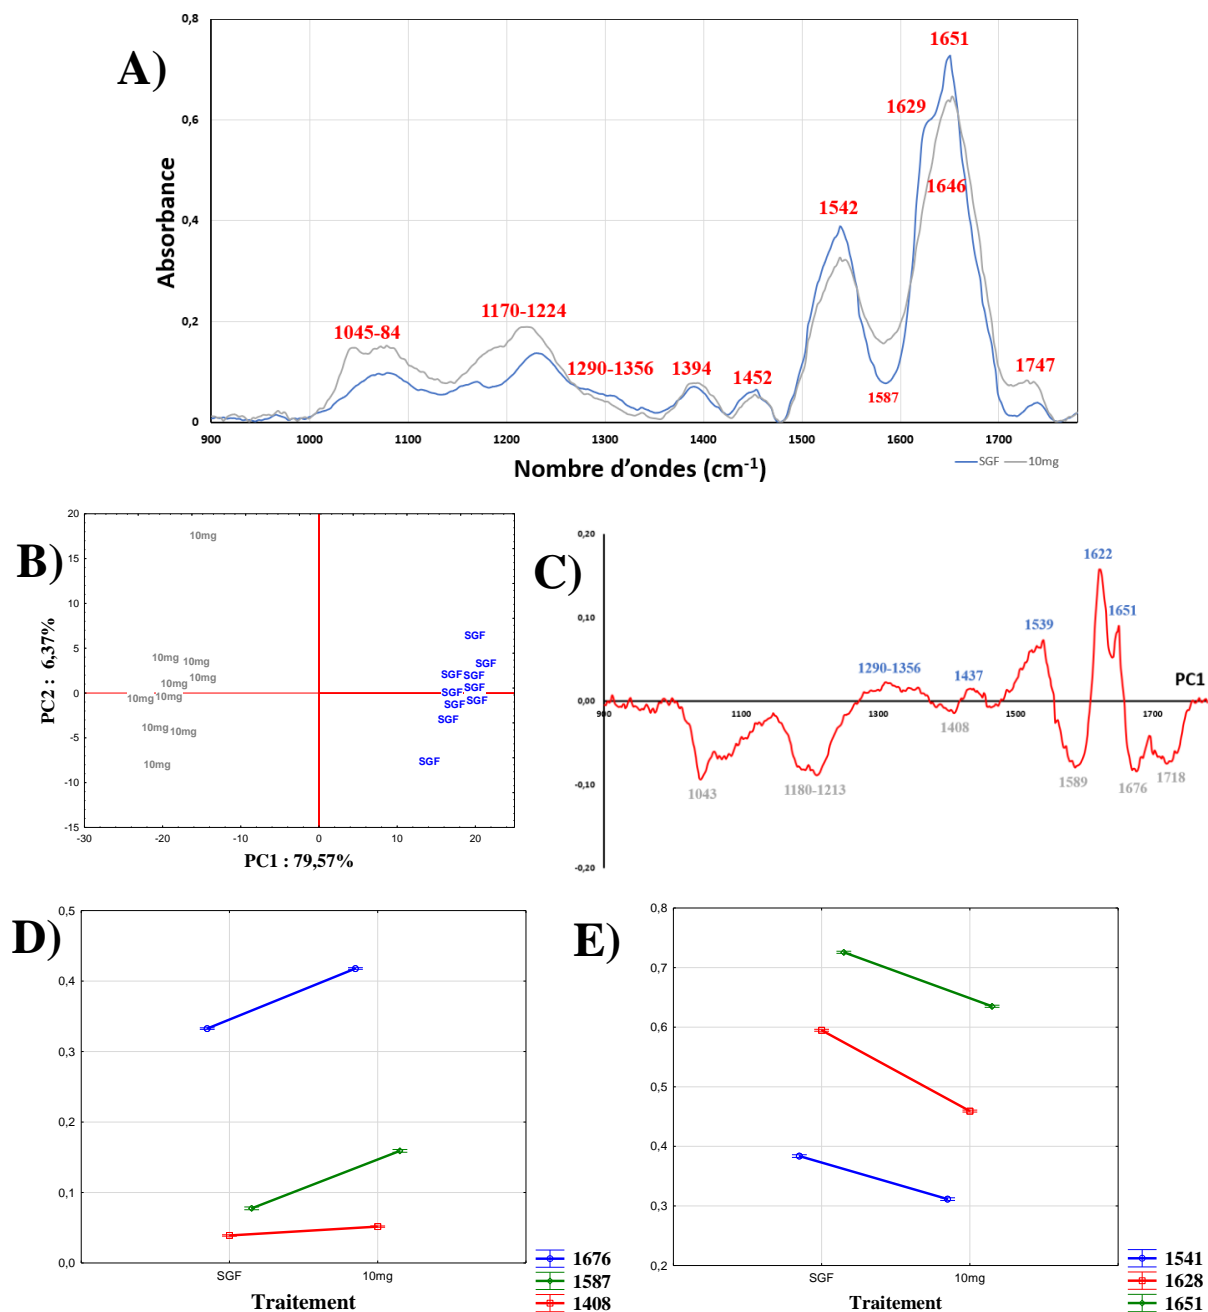 A)
0,8
0,6
0,4
0,2
0
Absorbance
1651
1629
1646
1542
1170-1224
1045-84
1290-1356
1394
1452
1587
1747
900 1000 1100 1200 1300 1400 1500 1600 1700
Nombre d'ondes (cm-1)
SGF 10mg
B)
20
15
10
5
0
-5
-10
-15
PC2 : 6,37%
10mg
10mg
10mg
10mg
10mg
10mg
10mg
10mg
10mg
10mg
SGF
SGF
SGF
SGF
SGF
SGF
SGF
SGF
SGF
SGF
-30 -20 -10 0 10 20
PC1 : 79,57%
C)
0,20
0,10
0,00
-0,10
-0,20
1622
1651
1539
1290-1356
1437
PC1
900 1100 1300 1500 1700
1408
1043
1180-1213
1589
1676
1718
D)
0,5
0,4
0,3
0,2
0,1
0,0
SGF 10mg
Traitement
1676
1587
1408
E)
0,8
0,7
0,6
0,5
0,4
0,3
0,2
SGF 10mg
Traitement
1541
1628
1651